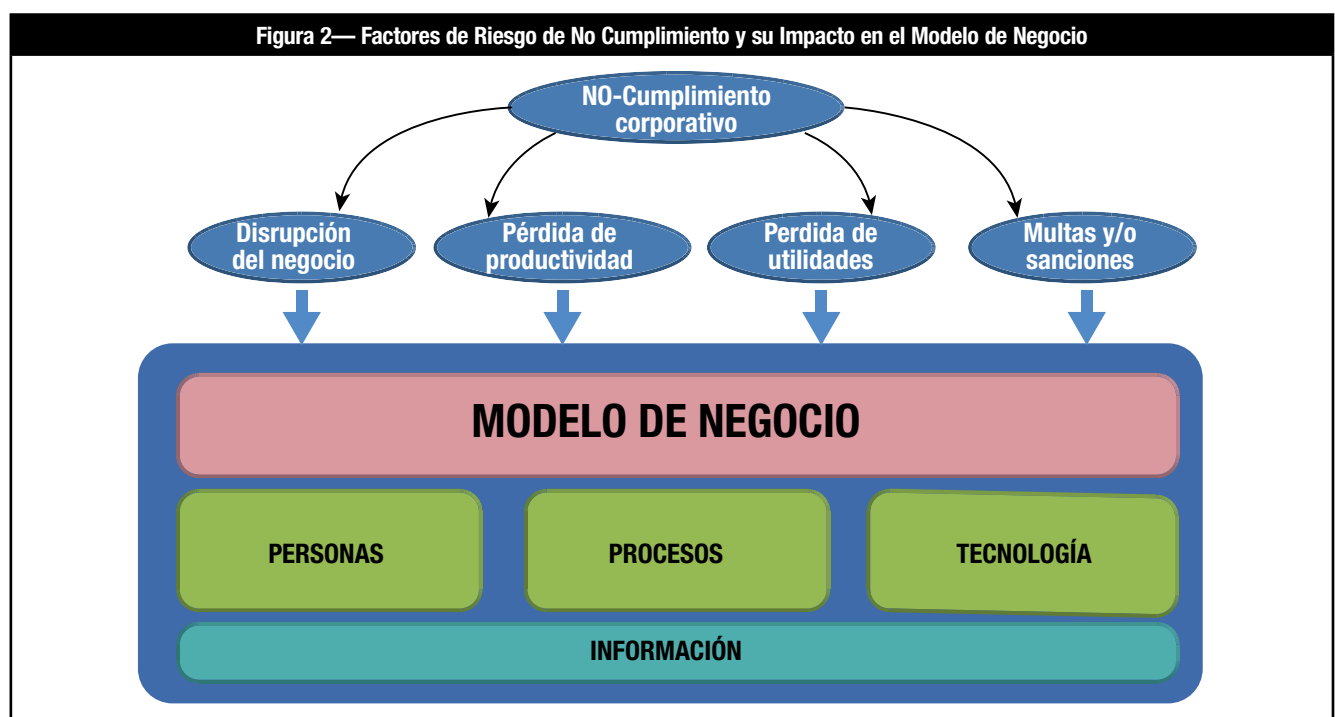 Figura 2— Factores de Riesgo de No Cumplimiento y su Impacto en el Modelo de Negocio
NO-Cumplimiento
corporativo
Disrupción
del negocio
Pérdida de
productividad
Perdida de
utilidades
Multas y/o
sanciones
MODELO DE NEGOCIO
PERSONAS
PROCESOS
TECNOLOGÍA
INFORMACIÓN